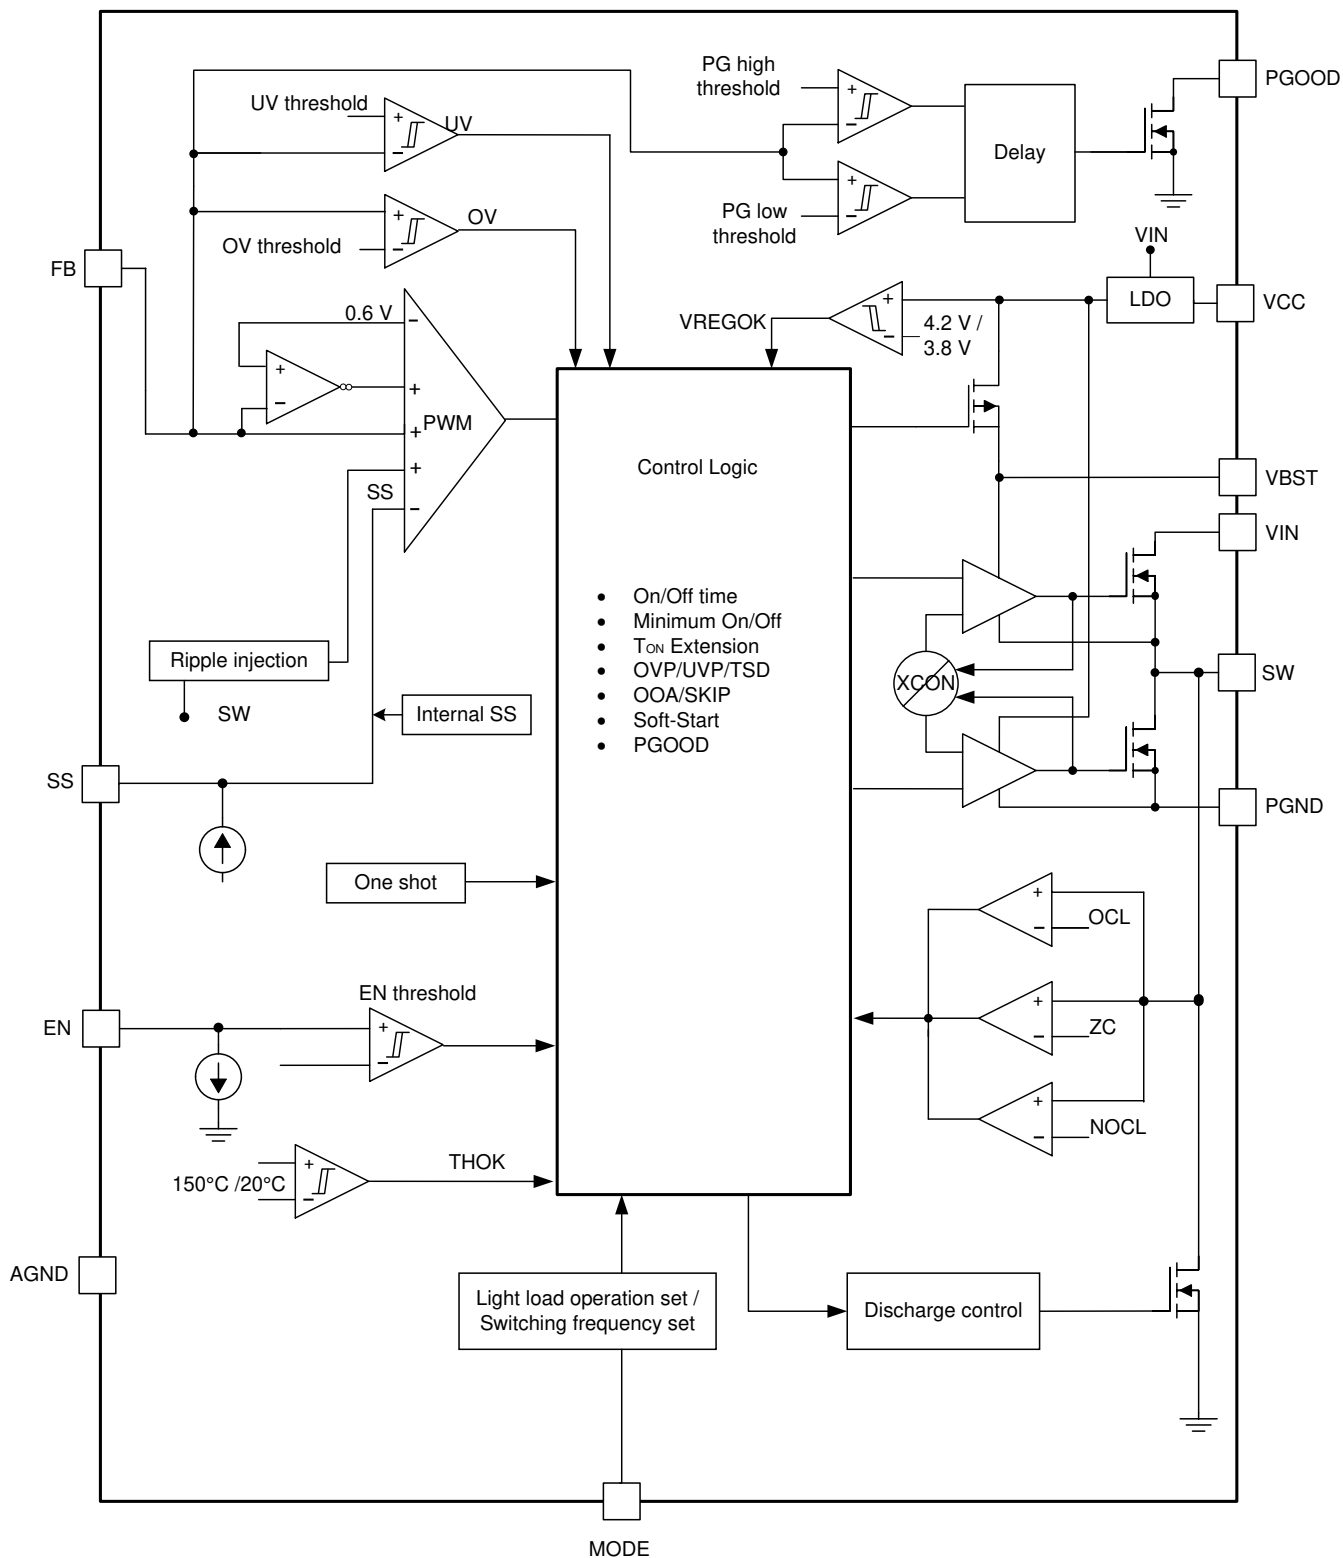 PG high
threshold
PGOOD
UV threshold
+
UV
−
+
−
Delay
+
OV
OV threshold
−
+
PG low
threshold
−
VIN
FB
LDO
VCC
0.6 V
−
VREGOK
+
−
4.2 V /
3.8 V
+
−
+
+
PWM
+
SS
−
Control Logic
VBST
VIN
• On/Off time
• Minimum On/Off
• TON Extension
• OVP/UVP/TSD
• OOA/SKIP
• Soft-Start
• PGOOD
Ripple injection
SW
Internal SS
XCON
SW
SS
PGND
One shot
+
OCL
−
EN threshold
EN
+
−
+
ZC
−
+
NOCL
−
THOK
+
150°C /20°C
−
AGND
Light load operation set /
Switching frequency set
Discharge control
MODE